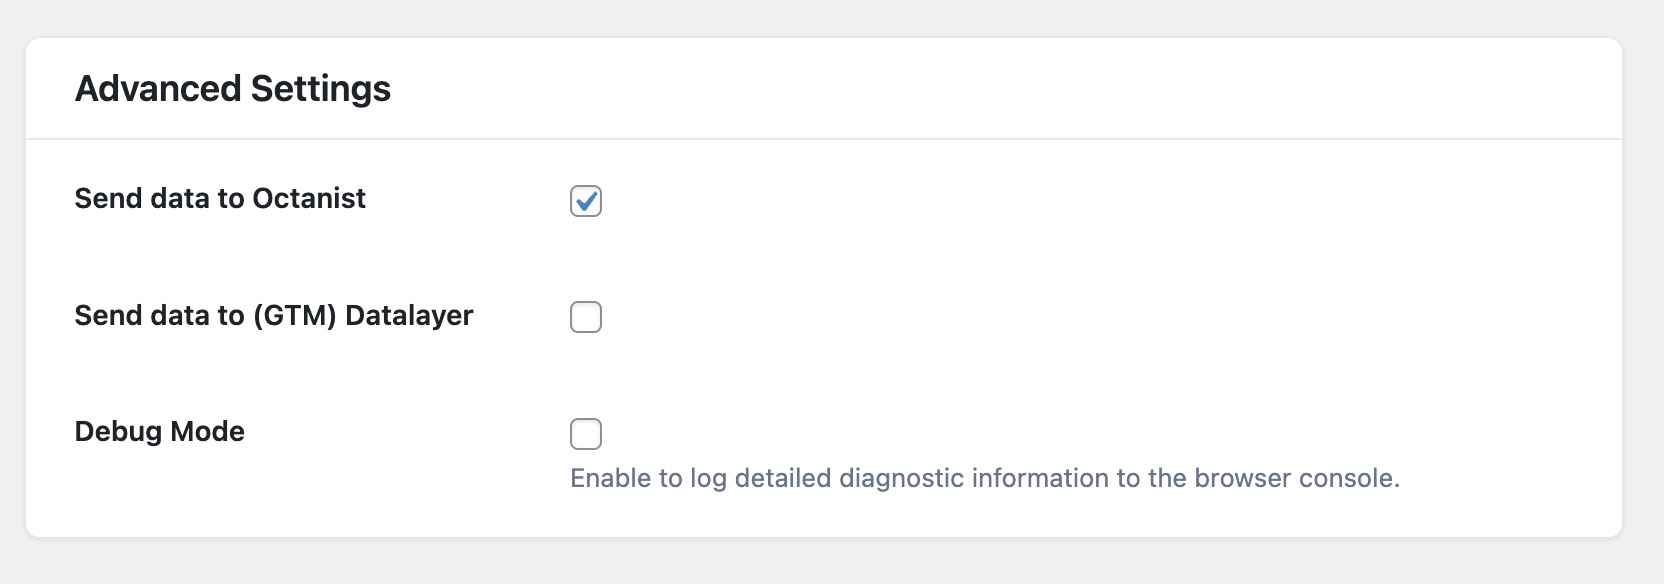 Advanced Settings
Send data to Octanist
Send data to (GTM) Datalayer
Debug Mode
Enable to log detailed diagnostic information to the browser console.